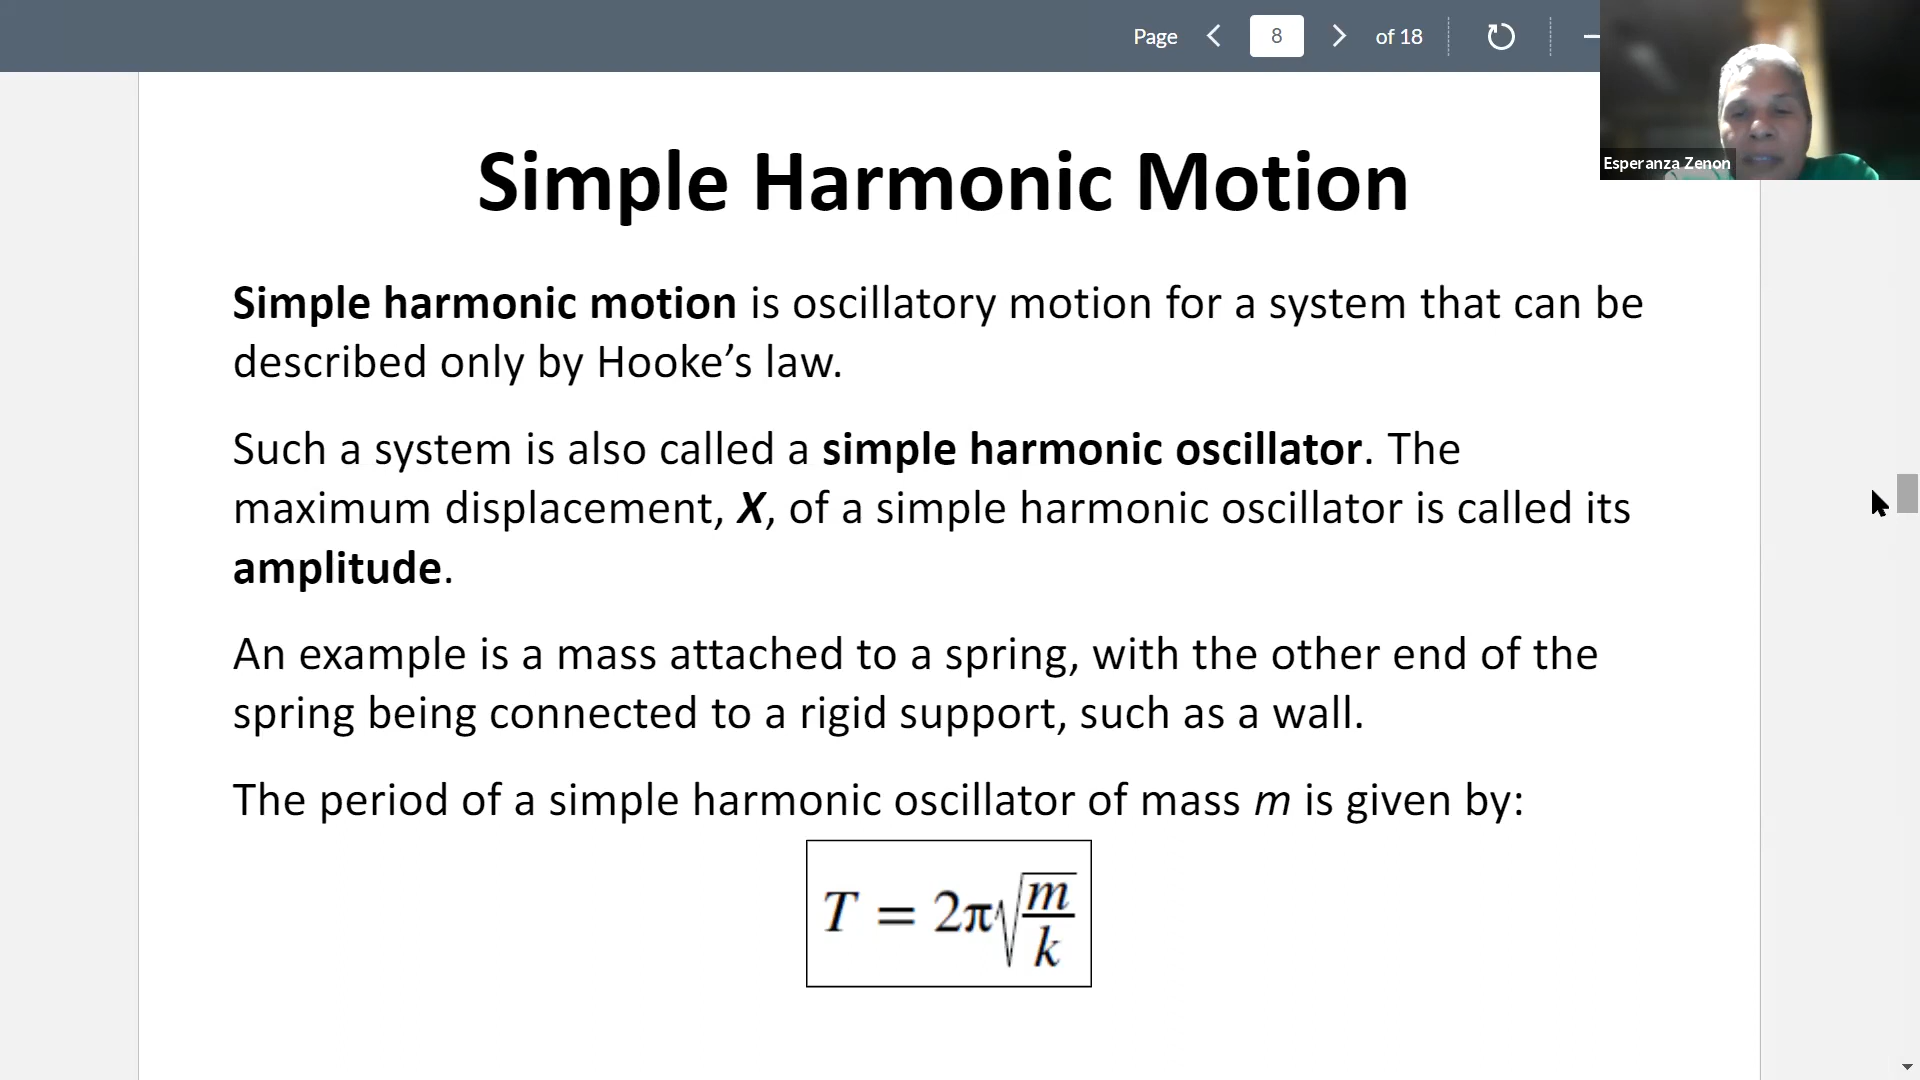 Page 8 of 18
Esperanza Zenon
Simple Harmonic Motion
Simple harmonic motion is oscillatory motion for a system that can be
described only by Hooke’s law.
Such a system is also called a simple harmonic oscillator. The
maximum displacement, X, of a simple harmonic oscillator is called its
amplitude.
An example is a mass attached to a spring, with the other end of the
spring being connected to a rigid support, such as a wall.
The period of a simple harmonic oscillator of mass m is given by:
T = 2π√(m/k)